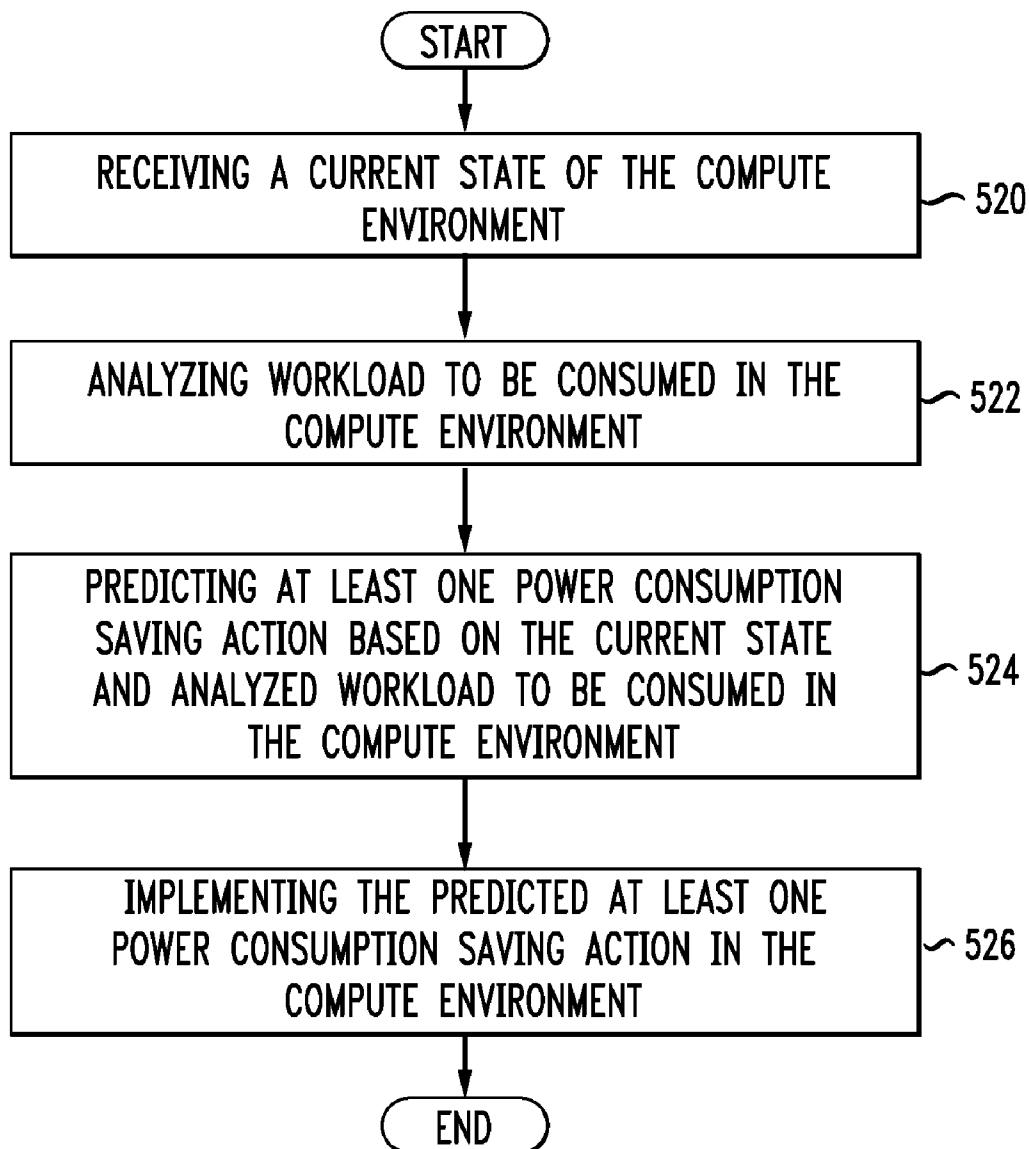 START
RECEIVING A CURRENT STATE OF THE COMPUTE
ENVIRONMENT
520
ANALYZING WORKLOAD TO BE CONSUMED IN THE
COMPUTE ENVIRONMENT
522
PREDICTING AT LEAST ONE POWER CONSUMPTION
SAVING ACTION BASED ON THE CURRENT STATE
AND ANALYZED WORKLOAD TO BE CONSUMED IN
THE COMPUTE ENVIRONMENT
524
IMPLEMENTING THE PREDICTED AT LEAST ONE
POWER CONSUMPTION SAVING ACTION IN THE
COMPUTE ENVIRONMENT
526
END